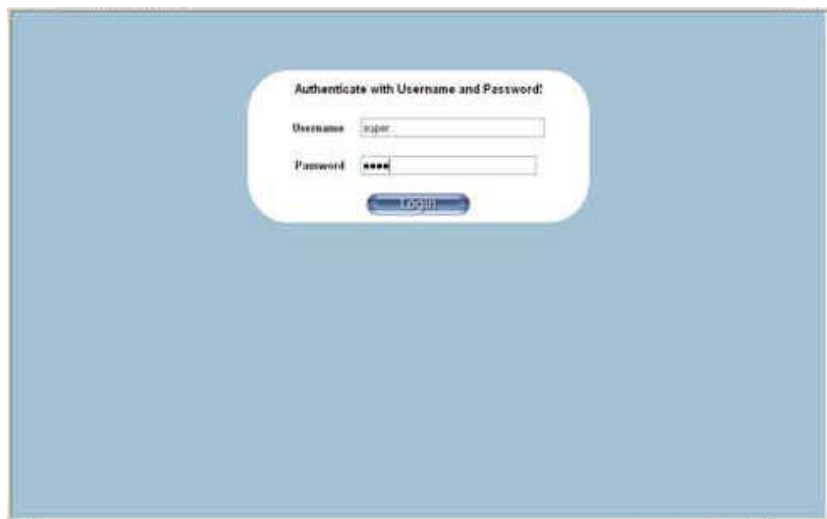 Authenticate with Username and Password!
Username super
Password ••••
Login